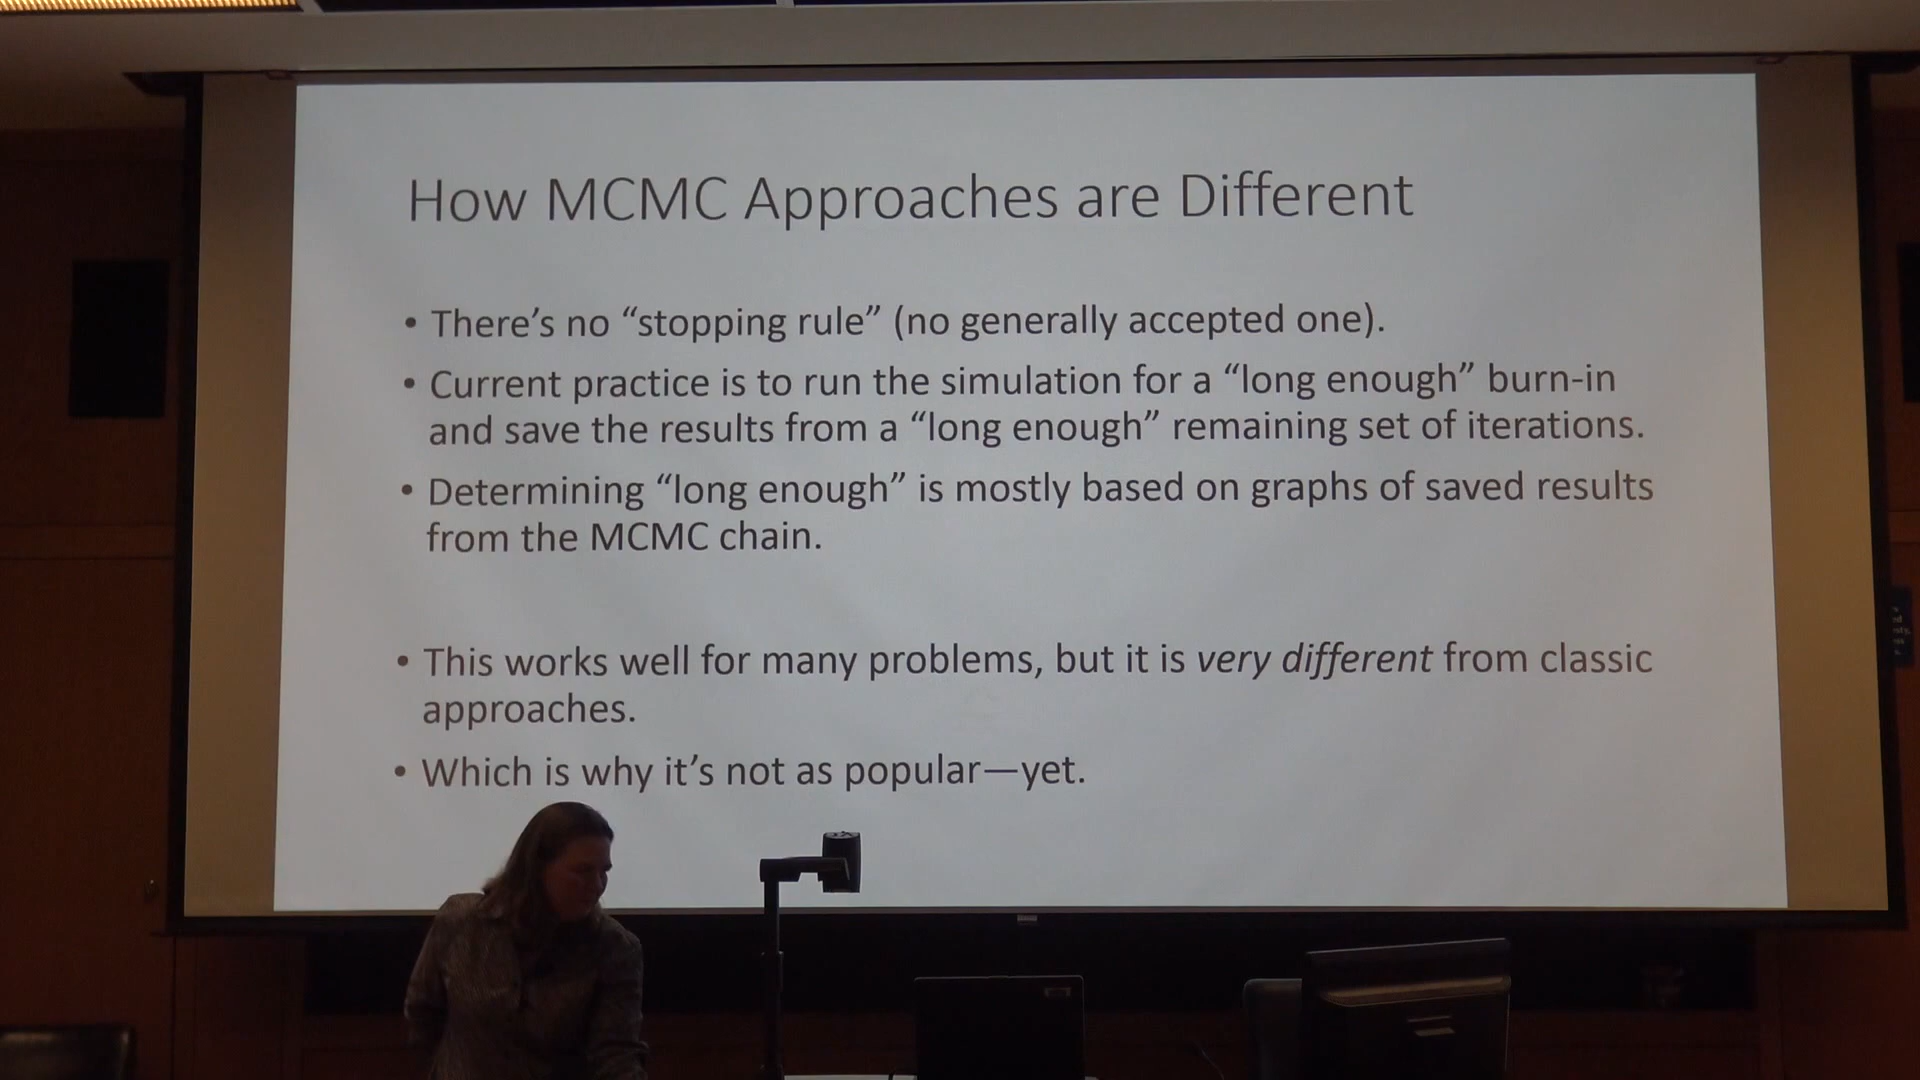 How MCMC Approaches are Different
• There’s no “stopping rule” (no generally accepted one).
• Current practice is to run the simulation for a “long enough” burn-in
and save the results from a “long enough” remaining set of iterations.
• Determining “long enough” is mostly based on graphs of saved results
from the MCMC chain.
• This works well for many problems, but it is very different from classic
approaches.
• Which is why it’s not as popular—yet.